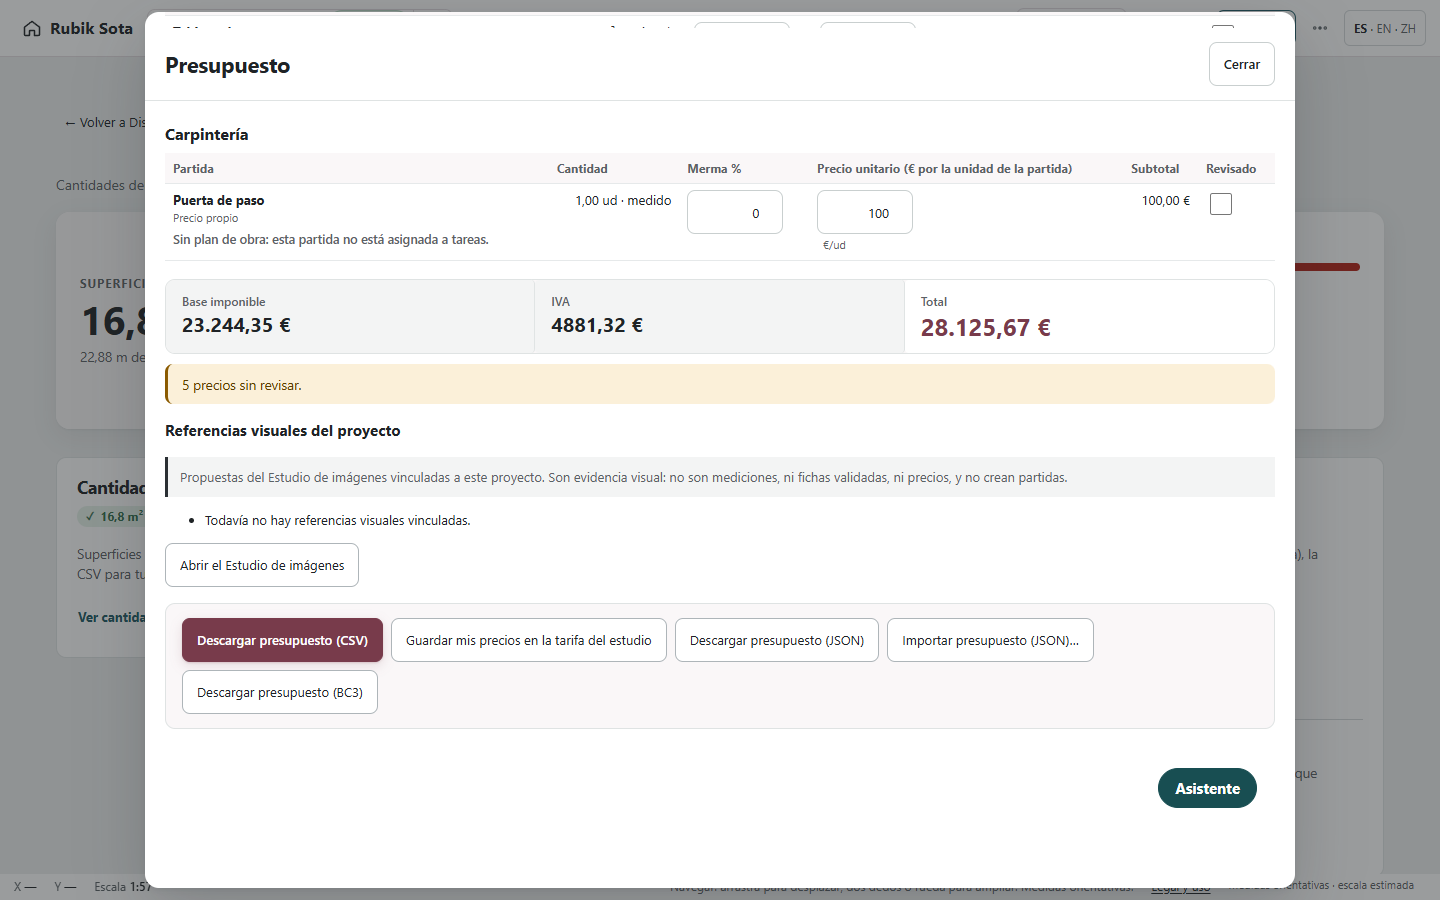 Rubik Sota
ES · EN · ZH
Presupuesto
Cerrar
← Volver a Dis
Cantidades de
Carpintería
Partida Cantidad Merma % Precio unitario (€ por la unidad de la partida) Subtotal Revisado
Puerta de paso 1,00 ud · medido 0 100 100,00 €
Precio propio
Sin plan de obra: esta partida no está asignada a tareas.
€/ud
SUPERFICI
16,8
22,88 m de
Base imponible IVA Total
23.244,35 € 4881,32 € 28.125,67 €
5 precios sin revisar.
Referencias visuales del proyecto
Propuestas del Estudio de imágenes vinculadas a este proyecto. Son evidencia visual: no son mediciones, ni fichas validadas, ni precios, y no crean partidas.
• Todavía no hay referencias visuales vinculadas.
Abrir el Estudio de imágenes
Cantidad
✓ 16,8 m²
Superficies
), la
CSV para tu
Ver cantida
Descargar presupuesto (CSV) Guardar mis precios en la tarifa del estudio Descargar presupuesto (JSON) Importar presupuesto (JSON)...
Descargar presupuesto (BC3)
que
Asistente
X — Y — Escala 1:57
Legal y uso
entativas · escala estimada